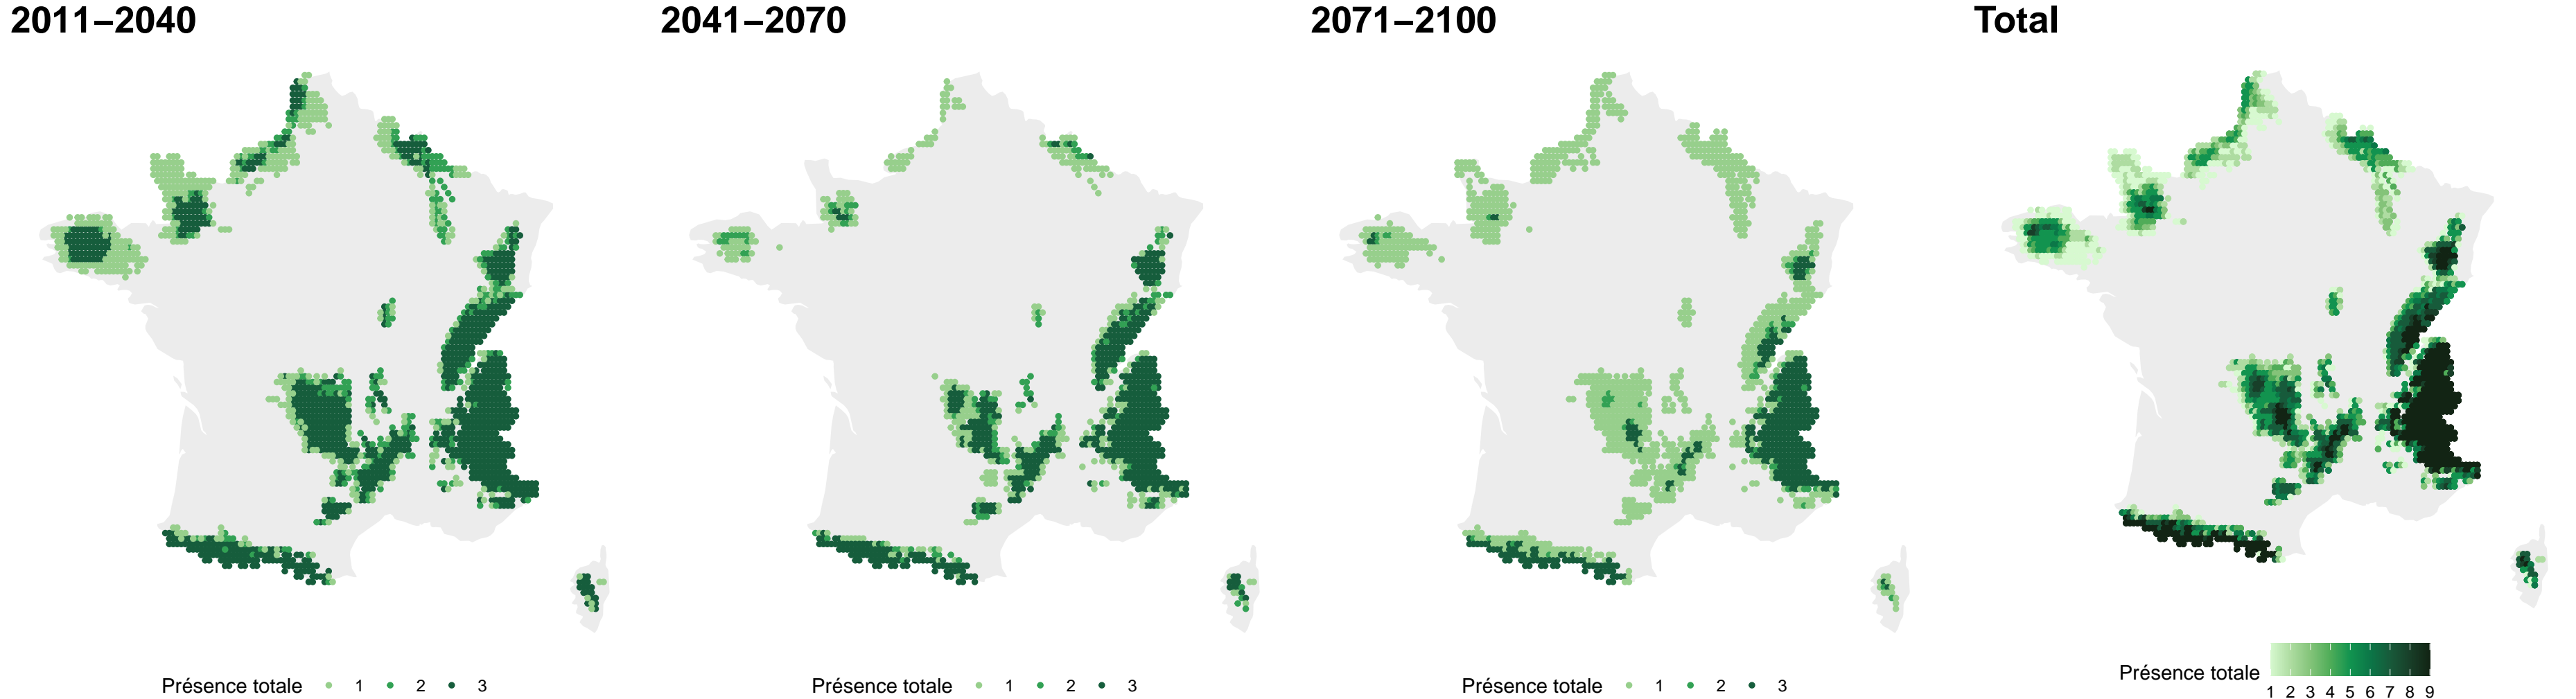 2011–2040
2041–2070
2071–2100
Total
Présence totale 1 2 3
Présence totale 1 2 3
Présence totale 1 2 3
Présence totale
1 2 3 4 5 6 7 8 9